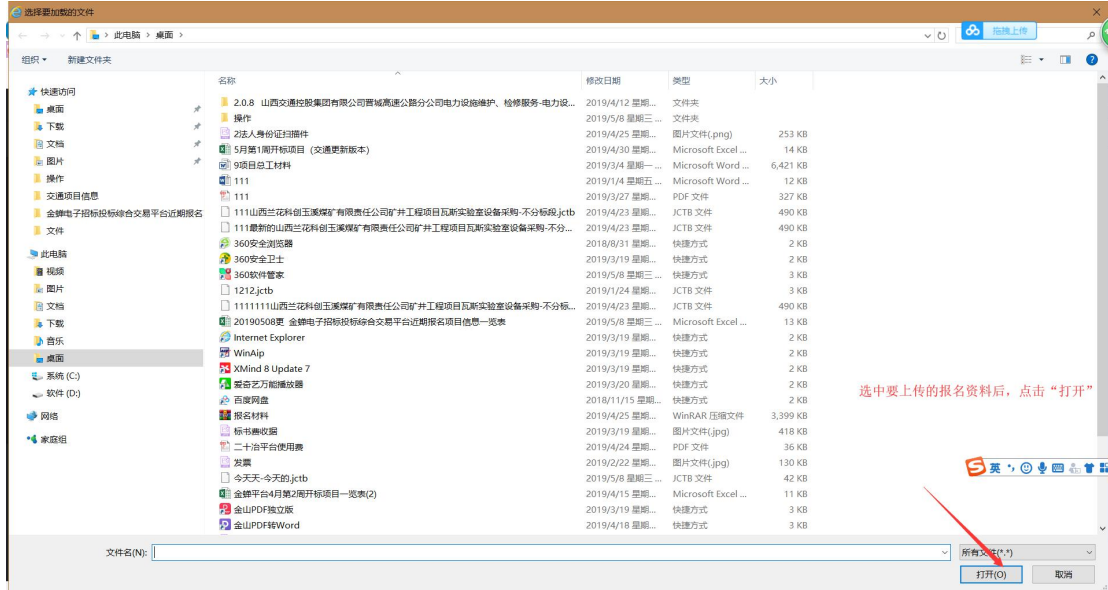 选择要加载的文件
此电脑 > 桌面 >
拖拽上传
组织 新建文件夹
名称 修改日期 类型 大小
快速访问
桌面
下载
文档
图片
操作
交通项目信息
金蝉电子招标投标综合交易平台近期报名
文件
此电脑
视频
图片
文档
下载
音乐
桌面
系统 (C:)
软件 (D:)
网络
家庭组
2.0.8 山西交通控股集团有限公司晋城高速公路分公司电力设施维护、检修服务-电力设... 2019/4/12 星期... 文件夹
操作 2019/5/8 星期三 ... 文件夹
2法人身份证扫描件 2019/4/25 星期... 图片文件(.png) 253 KB
5月第1周开标项目（交通更新版本） 2019/4/30 星期... Microsoft Excel ... 14 KB
9项目总工材料 2019/3/4 星期一 ... Microsoft Word ... 6,421 KB
111 2019/1/4 星期五 ... Microsoft Word ... 12 KB
111 2019/3/27 星期... PDF 文件 327 KB
111山西兰花科创玉溪煤矿有限责任公司矿井工程项目瓦斯实验室设备采购-不分标段.jctb 2019/4/23 星期... JCTB 文件 490 KB
111最新的山西兰花科创玉溪煤矿有限责任公司矿井工程项目瓦斯实验室设备采购-不分... 2019/4/23 星期... JCTB 文件 490 KB
360安全浏览器 2018/8/31 星期... 快捷方式 2 KB
360安全卫士 2019/3/19 星期... 快捷方式 2 KB
360软件管家 2019/5/8 星期三 ... 快捷方式 3 KB
1212.jctb 2019/1/24 星期... JCTB 文件 3 KB
1111111山西兰花科创玉溪煤矿有限责任公司矿井工程项目瓦斯实验室设备采购-不分标... 2019/4/23 星期... JCTB 文件 490 KB
20190508更 金蝉电子招标投标综合交易平台近期报名项目信息一览表 2019/5/8 星期三 ... Microsoft Excel ... 13 KB
Internet Explorer 2019/3/19 星期... 快捷方式 2 KB
WinAip 2019/3/19 星期... 快捷方式 2 KB
XMind 8 Update 7 2019/3/19 星期... 快捷方式 2 KB
爱奇艺万能播放器 2019/3/20 星期... 快捷方式 2 KB
百度网盘 2018/11/15 星期... 快捷方式 2 KB
报名材料 2019/4/25 星期... WinRAR 压缩文件 3,399 KB
标书费收据 2019/3/19 星期... 图片文件(.jpg) 418 KB
二十冶平台使用费 2019/4/24 星期... PDF 文件 36 KB
发票 2019/2/22 星期... 图片文件(.jpg) 130 KB
今天天-今天的.jctb 2019/5/8 星期三 ... JCTB 文件 42 KB
金蝉平台4月第2周开标项目一览表(2) 2019/4/15 星期... Microsoft Excel ... 11 KB
金山PDF独立版 2019/3/19 星期... 快捷方式 3 KB
金山PDF转Word 2019/4/18 星期... 快捷方式 3 KB
选中要上传的报名资料后，点击“打开”
英
文件名(N): 所有文件(*.*)
打开(O) 取消